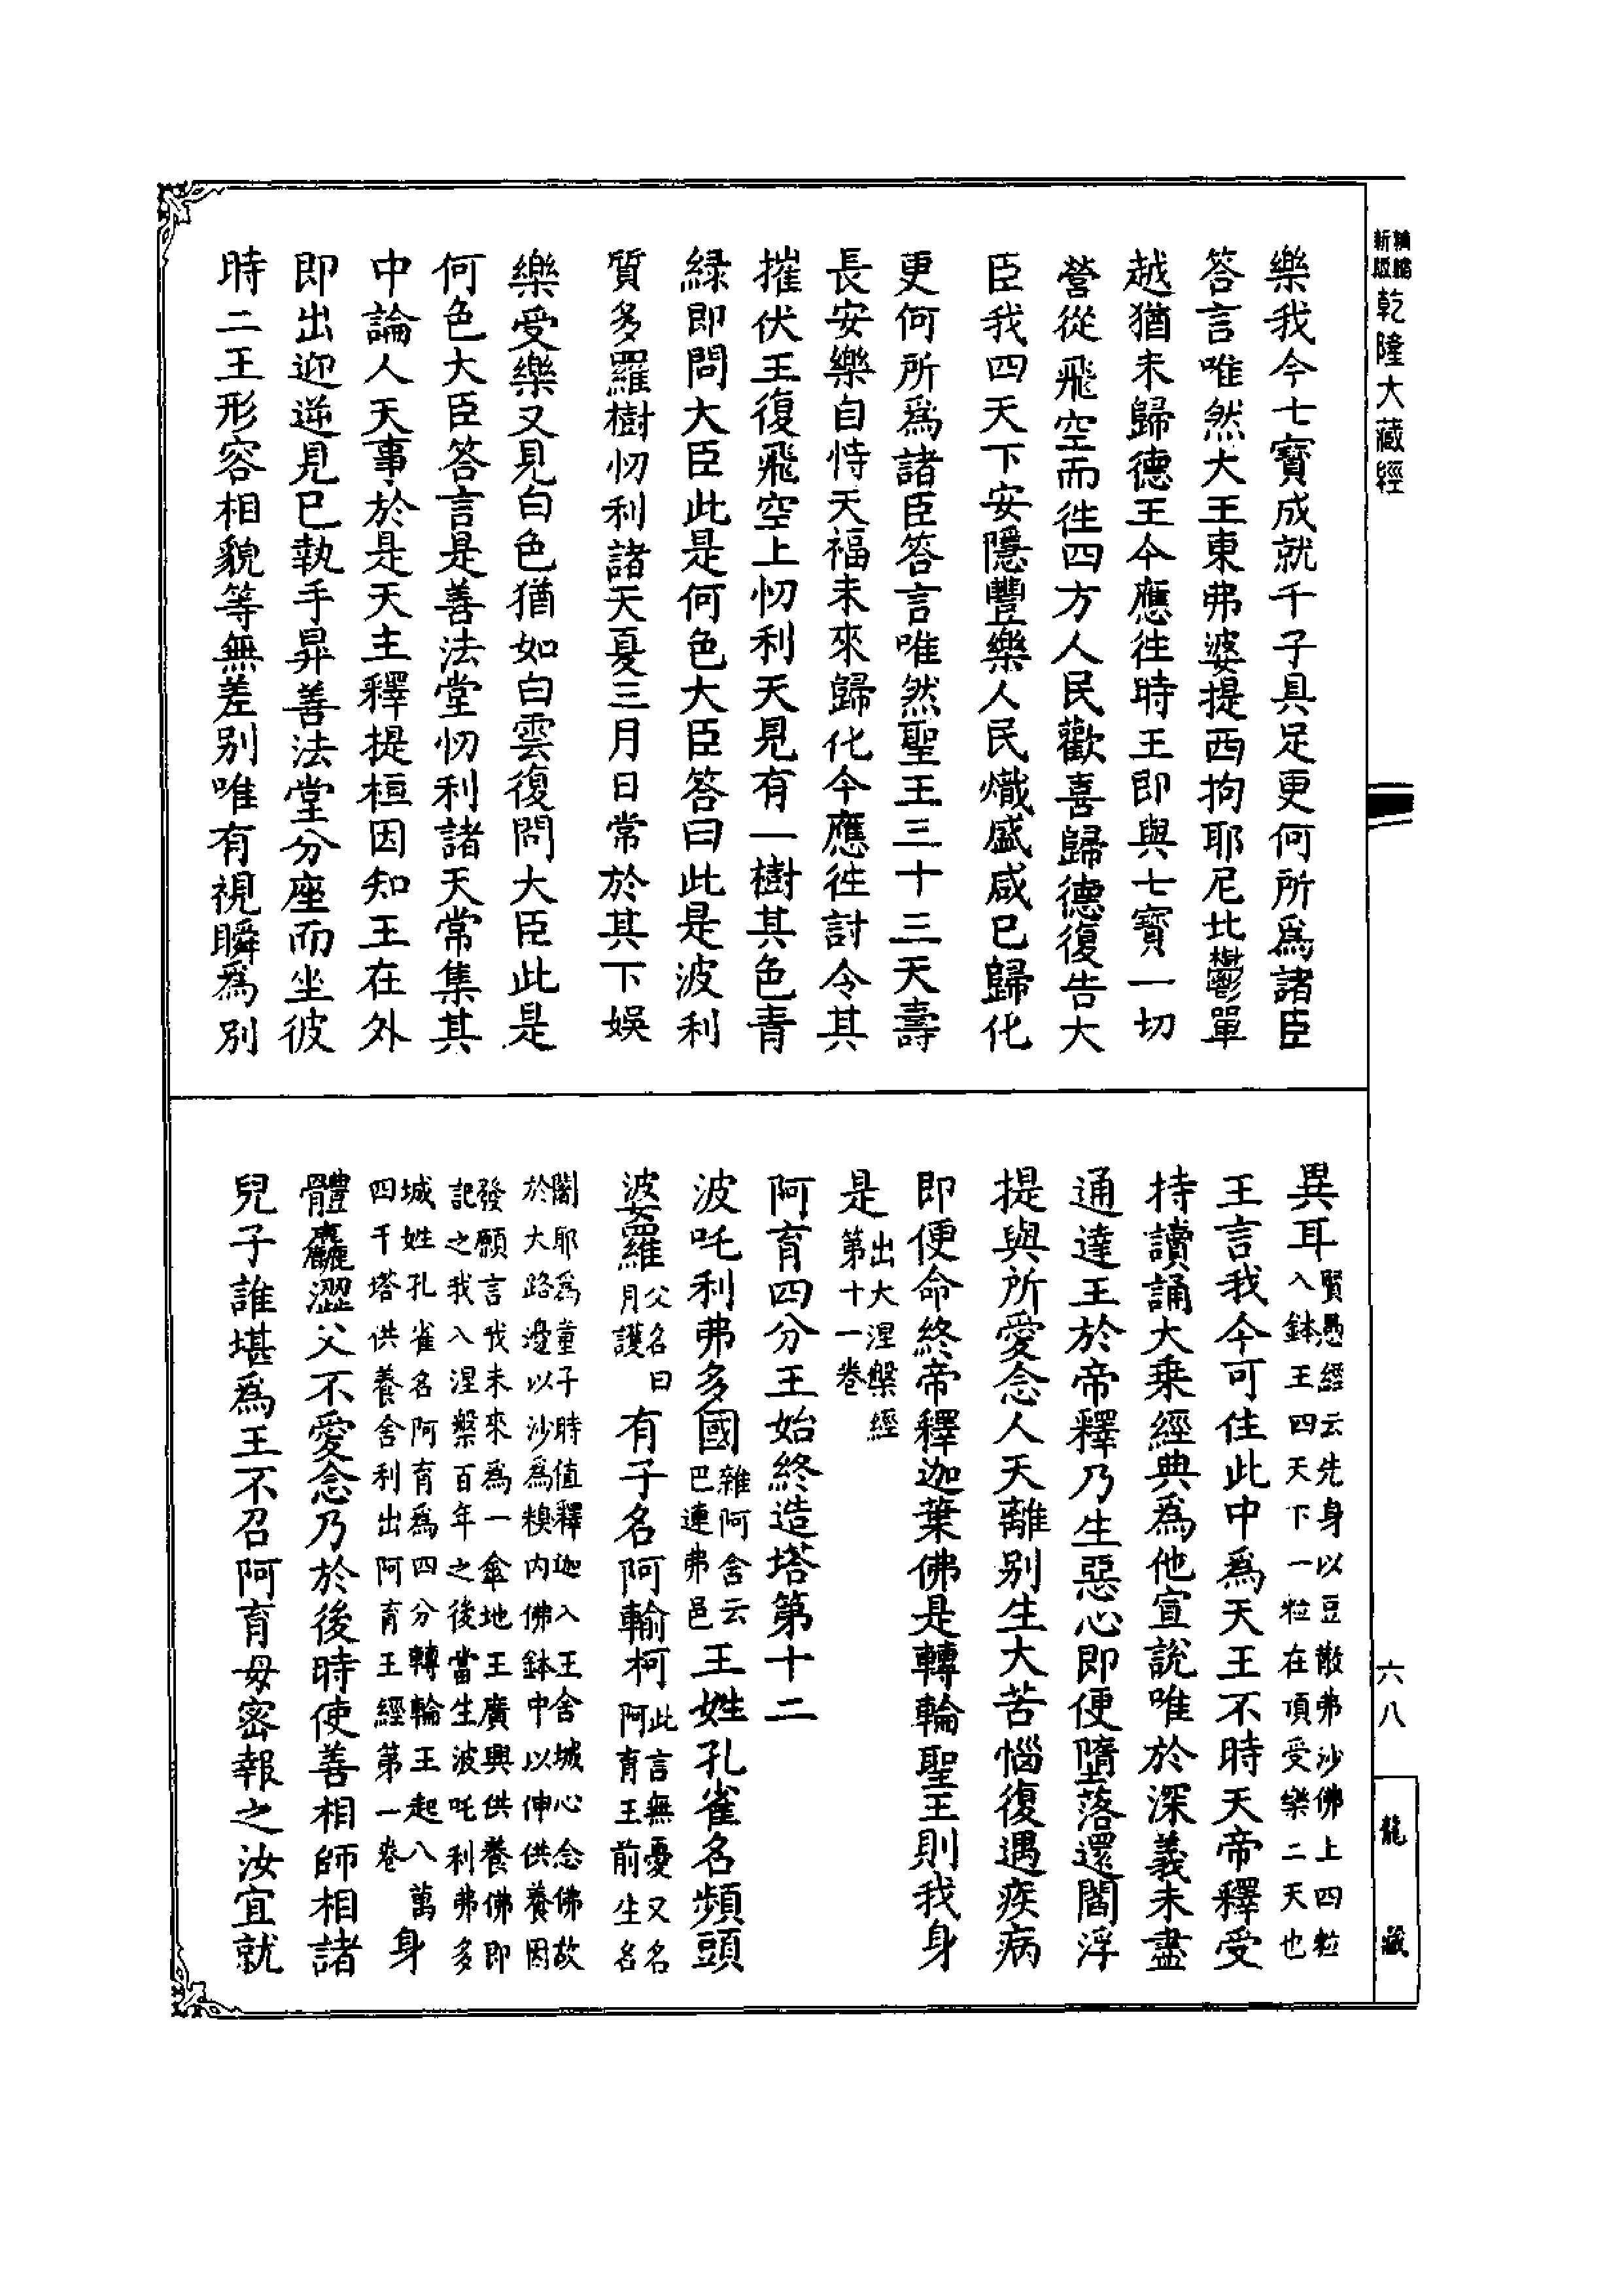 新版
精縮
乾隆大藏經
樂我今七寶成就千子具足更何所爲諸臣
答言唯然大王東弗婆提西拘耶尼北鬱單
越猶未歸德王今應往時王即與七寶一切
營從飛空而往四方人民歡喜歸德復告大
臣我四天下安隱豐樂人民熾盛咸已歸化
更何所爲諸臣答言唯然聖王三十三天壽
長安樂自恃天福未來歸化今應往討令其
摧伏王復飛空上忉利天見有一樹其色青
緑即問大臣此是何色大臣答曰此是波利
質多羅樹忉利諸天夏三月日常於其下娛
樂受樂又見白色猶如白雲復問大臣此是
何色大臣答言是善法堂忉利諸天常集其
中論人天事於是天主釋提桓因知王在外
即出迎逆見已執手昇善法堂分座而坐彼
時二王形容相貌等無差别唯有視瞬爲别
異耳賢愚經云先身以豆散弗沙佛上四粒
入鉢王四天下一粒在頂受樂二天也
王言我今可住此中爲天王不時天帝釋受
持讀誦大乗經典爲他宣說唯於深義未盡
通達王於帝釋乃生惡心即便墮落還閻浮
提與所愛念人天離别生大苦惱復遇疾病
即便命終帝釋迦葉佛是轉輪聖王則我身
是出大涅槃經
第十一卷
阿育四分王始終造塔第十二
波吒利弗多國雜阿舍云
巴連弗邑王姓孔雀名頻頭
婆羅父名曰
月護有子名阿輸柯此言無憂又名
阿育王前生名
闍耶爲童子時值釋迦入王舍城心念佛故
於大路邊以沙爲糗内佛鉢中以伸供養因
發願言我未來爲一傘地王廣興供養佛即
記之我入涅槃百年之後當生波吒利弗多
城姓孔雀名阿育爲四分轉輪王起八萬
四千塔供養舍利出阿育王經第一卷身
體麤澀父不愛念乃於後時使善相師相諸
兒子誰堪爲王不召阿育母密報之汝宜就
六八
龍藏